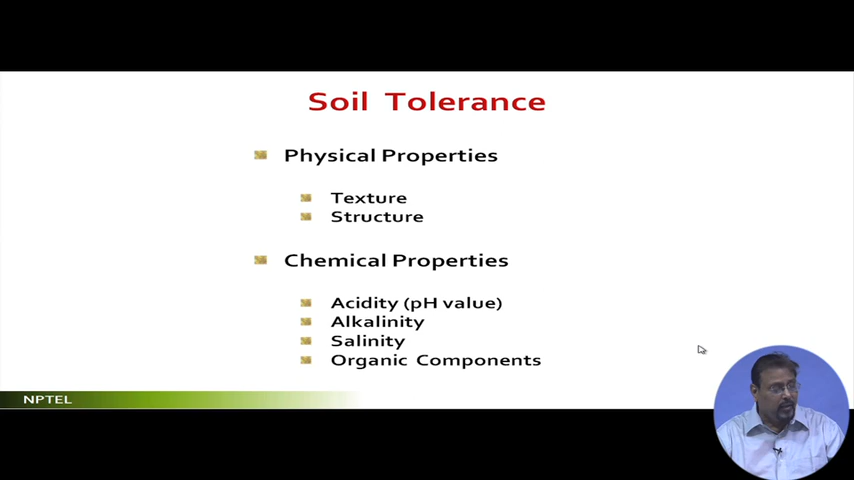 Soil Tolerance
Physical Properties
Texture
Structure
Chemical Properties
Acidity (pH value)
Alkalinity
Salinity
Organic Components
NPTEL